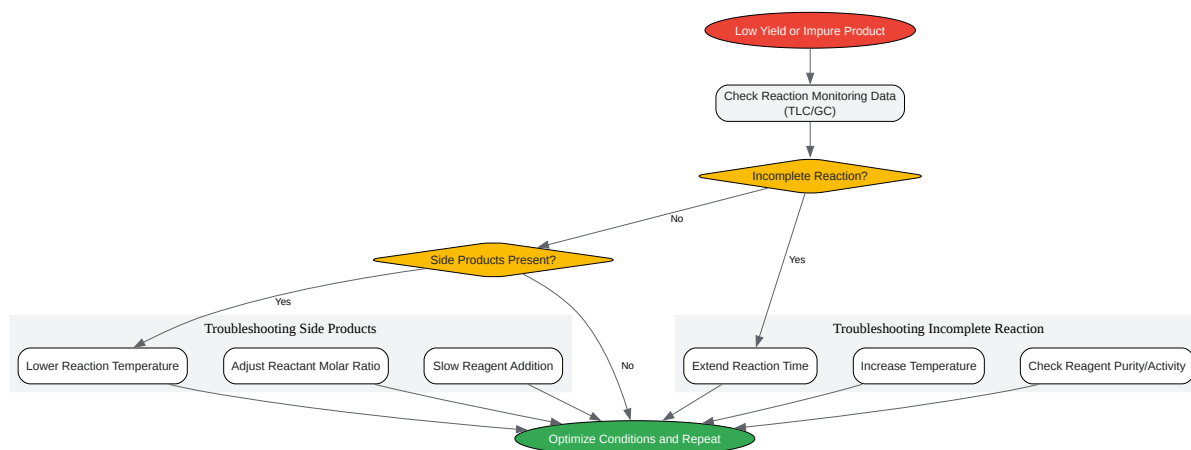 Low Yield or Impure Product
Check Reaction Monitoring Data
(TLC/GC)
Incomplete Reaction?
No
Side Products Present?
Yes
Yes
Troubleshooting Side Products
Troubleshooting Incomplete Reaction
Lower Reaction Temperature
Adjust Reactant Molar Ratio
Slow Reagent Addition
No
Extend Reaction Time
Increase Temperature
Check Reagent Purity/Activity
Optimize Conditions and Repeat